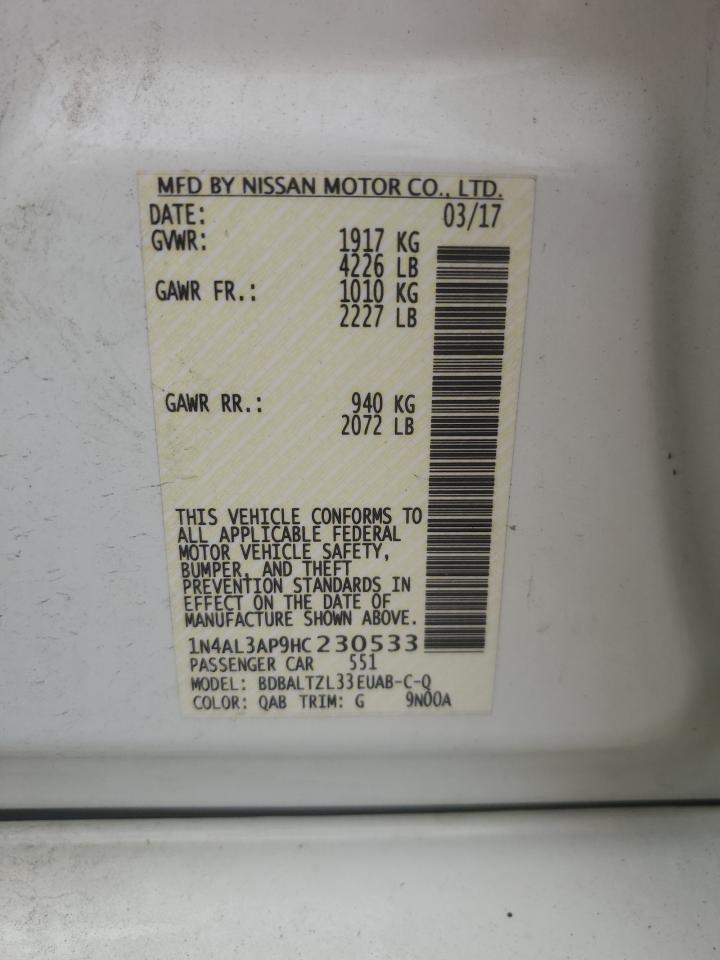 MFD BY NISSAN MOTOR CO., LTD.
DATE: 03/17
GVWR: 1917 KG
4226 LB
GAWR FR.: 1010 KG
2227 LB
GAWR RR.: 940 KG
2072 LB
THIS VEHICLE CONFORMS TO
ALL APPLICABLE FEDERAL
MOTOR VEHICLE SAFETY,
BUMPER, AND THEFT
PREVENTION STANDARDS IN
EFFECT ON THE DATE OF
MANUFACTURE SHOWN ABOVE.
1N4AL3AP9HC230533
PASSENGER CAR 551
MODEL: BDBALTZL33EUAB-C-Q
COLOR: QAB TRIM: G 9N00A